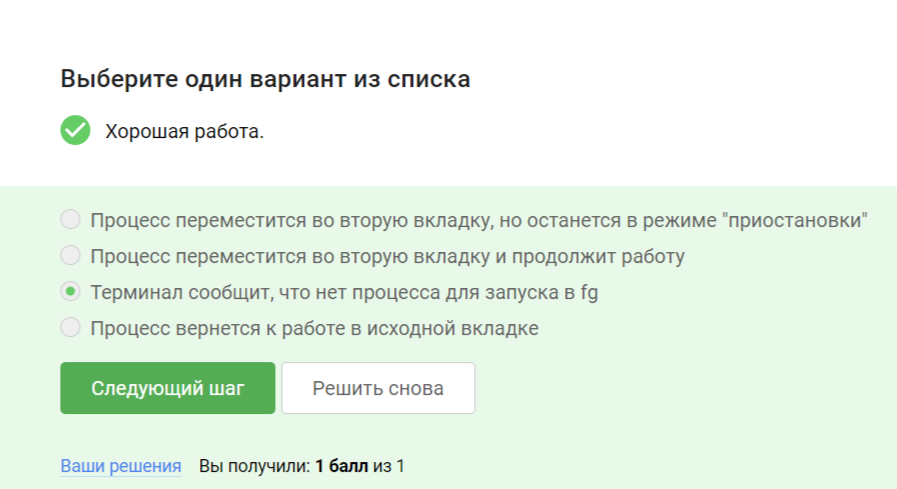 Выберите один вариант из списка
Хорошая работа.
Процесс переместится во вторую вкладку, но останется в режиме "приостановки"
Процесс переместится во вторую вкладку и продолжит работу
Терминал сообщит, что нет процесса для запуска в fg
Процесс вернется к работе в исходной вкладке
Следующий шаг Решить снова
Ваши решения Вы получили: 1 балл из 1